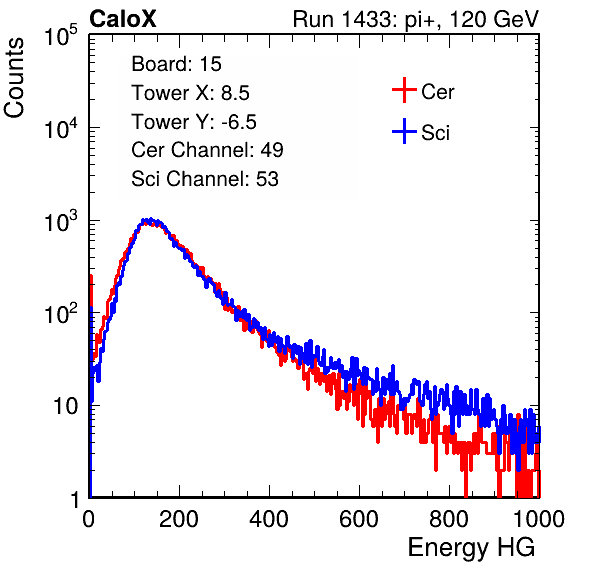 CaloX Run 1433: pi+, 120 GeV
Counts
Board: 15
Tower X: 8.5
Tower Y: -6.5
Cer Channel: 49
Sci Channel: 53
Cer
Sci
10^5
10^4
10^3
10^2
10
1
0 200 400 600 800 1000
Energy HG